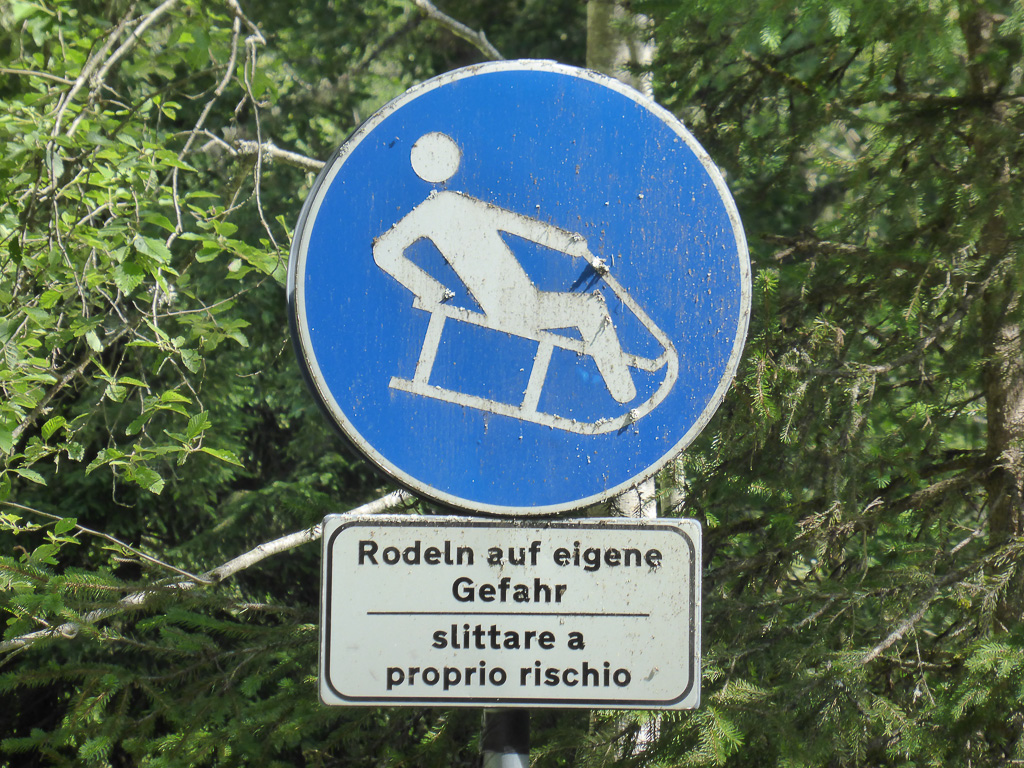 Rodeln auf eigene
Gefahr
slittare a
proprio rischio